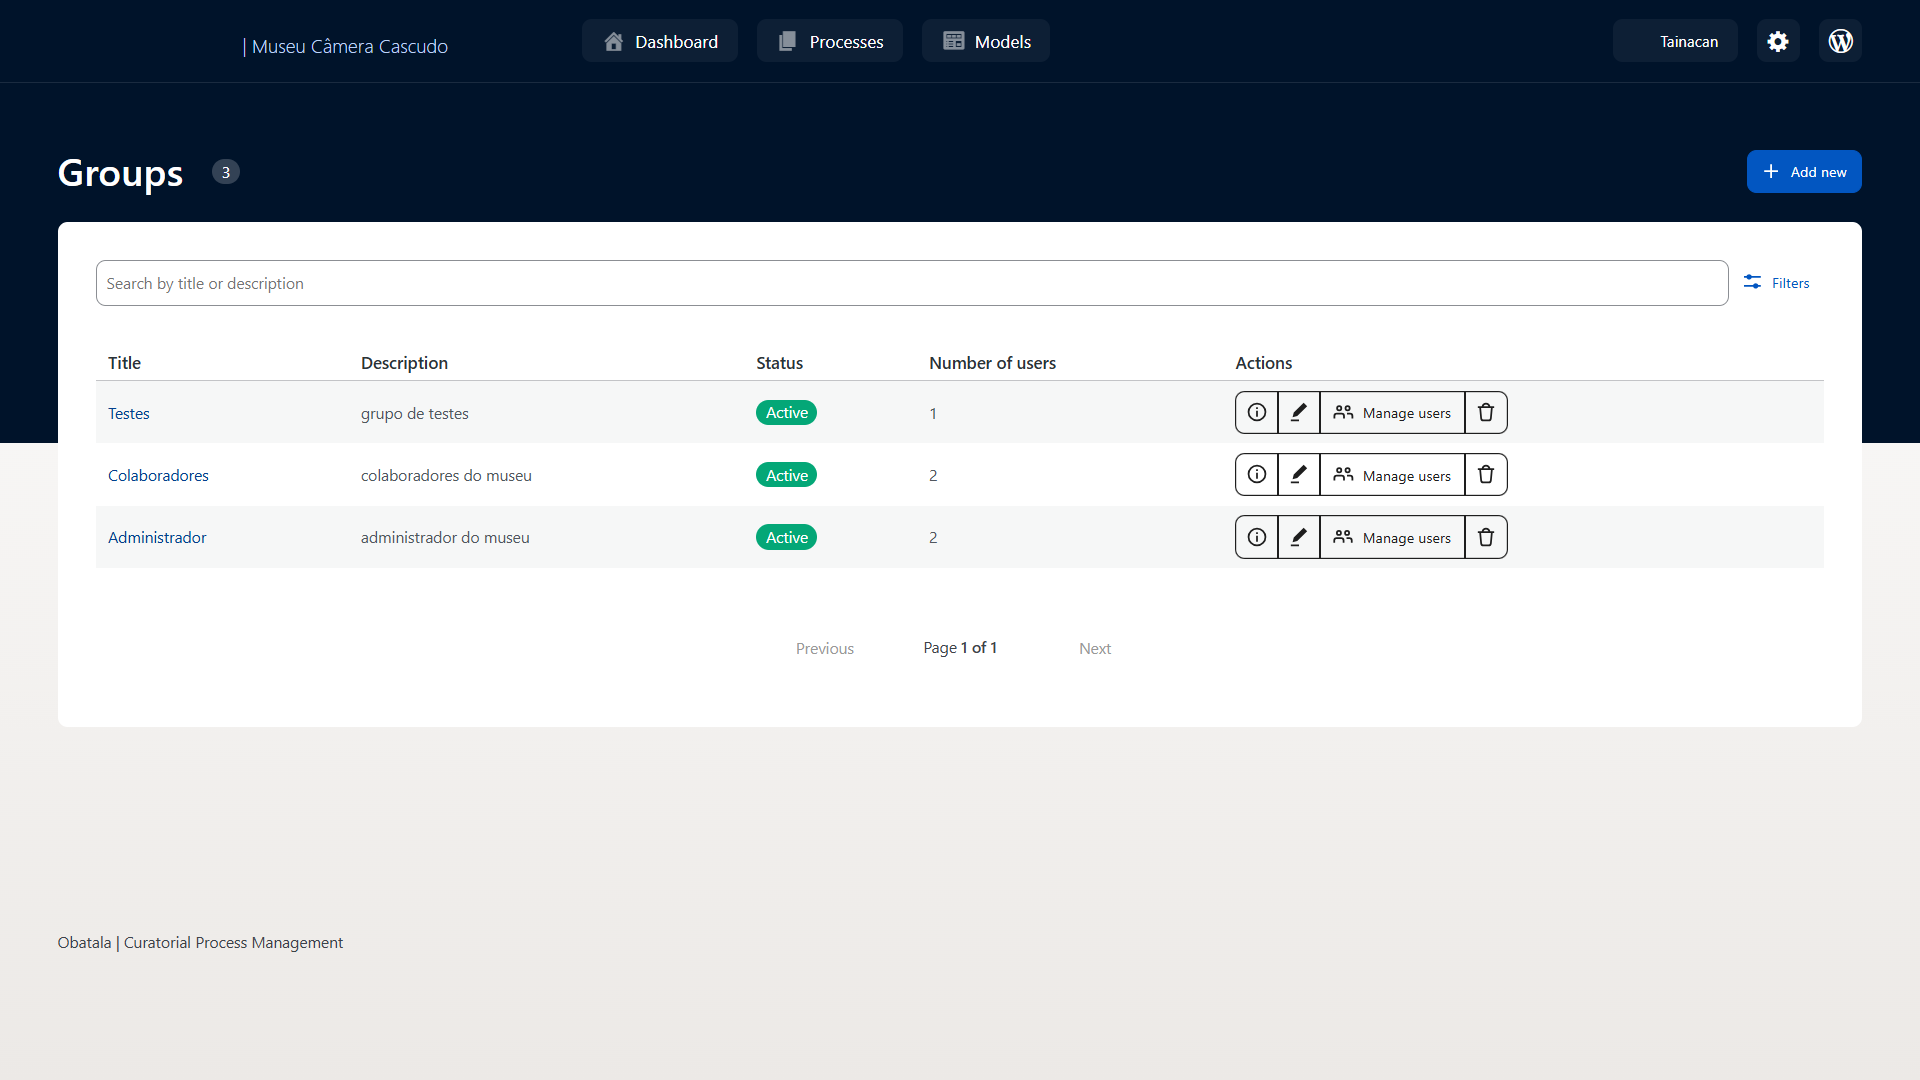 | Museu Câmera Cascudo
Dashboard
Processes
Models
Tainacan
Groups 3
Add new
Search by title or description
Filters
Title Description Status Number of users Actions
Testes grupo de testes Active 1 Manage users
Colaboradores colaboradores do museu Active 2 Manage users
Administrador administrador do museu Active 2 Manage users
Previous Page 1 of 1 Next
Obatala | Curatorial Process Management